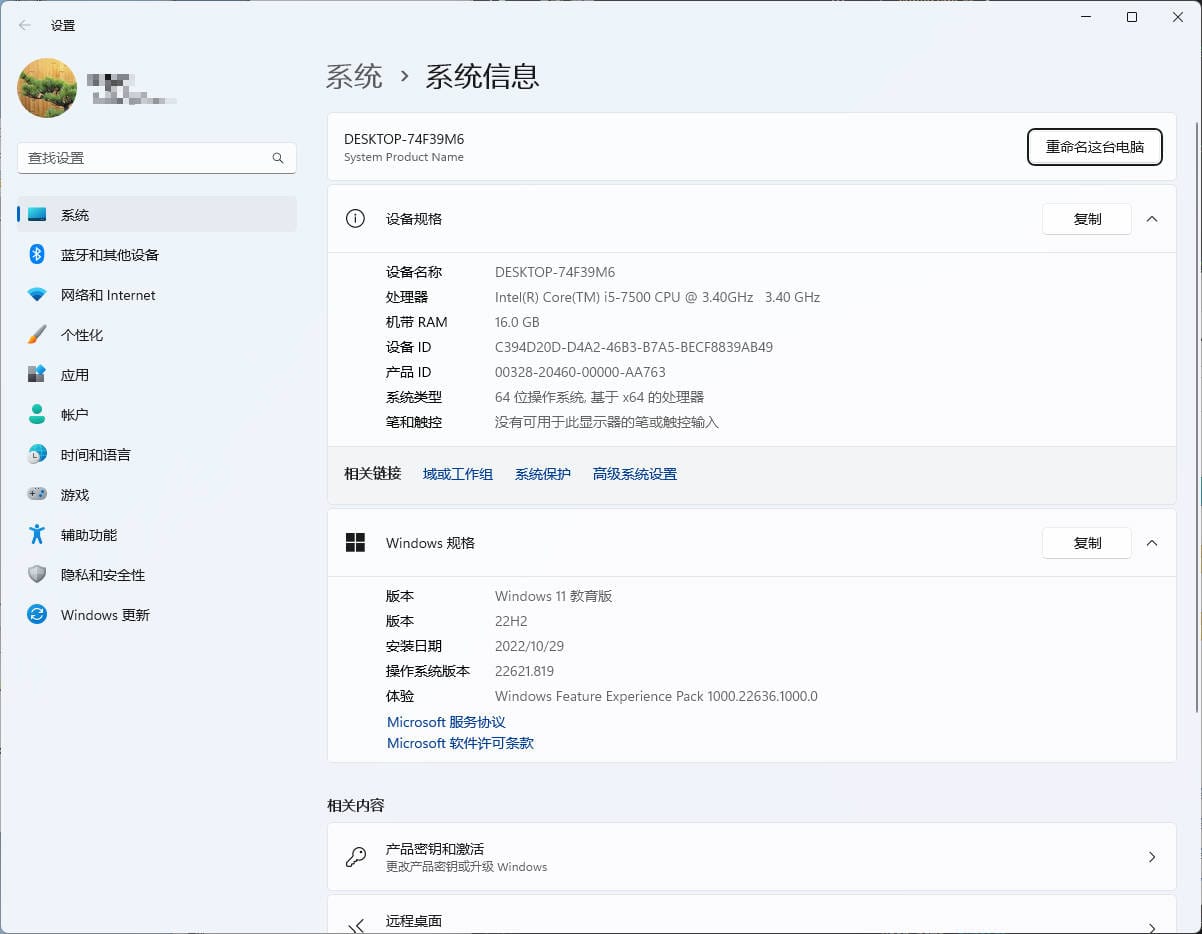 设置
系统 › 系统信息
查找设置
系统
蓝牙和其他设备
网络和 Internet
个性化
应用
帐户
时间和语言
游戏
辅助功能
隐私和安全性
Windows 更新
DESKTOP-74F39M6
System Product Name
重命名这台电脑
设备规格
复制
设备名称 DESKTOP-74F39M6
处理器 Intel(R) Core(TM) i5-7500 CPU @ 3.40GHz 3.40 GHz
机带 RAM 16.0 GB
设备 ID C394D20D-D4A2-46B3-B7A5-BECF8839AB49
产品 ID 00328-20460-00000-AA763
系统类型 64 位操作系统, 基于 x64 的处理器
笔和触控 没有可用于此显示器的笔或触控输入
相关链接 域或工作组 系统保护 高级系统设置
Windows 规格
复制
版本 Windows 11 教育版
版本 22H2
安装日期 2022/10/29
操作系统版本 22621.819
体验 Windows Feature Experience Pack 1000.22636.1000.0
Microsoft 服务协议
Microsoft 软件许可条款
相关内容
产品密钥和激活
更改产品密钥或升级 Windows
远程桌面